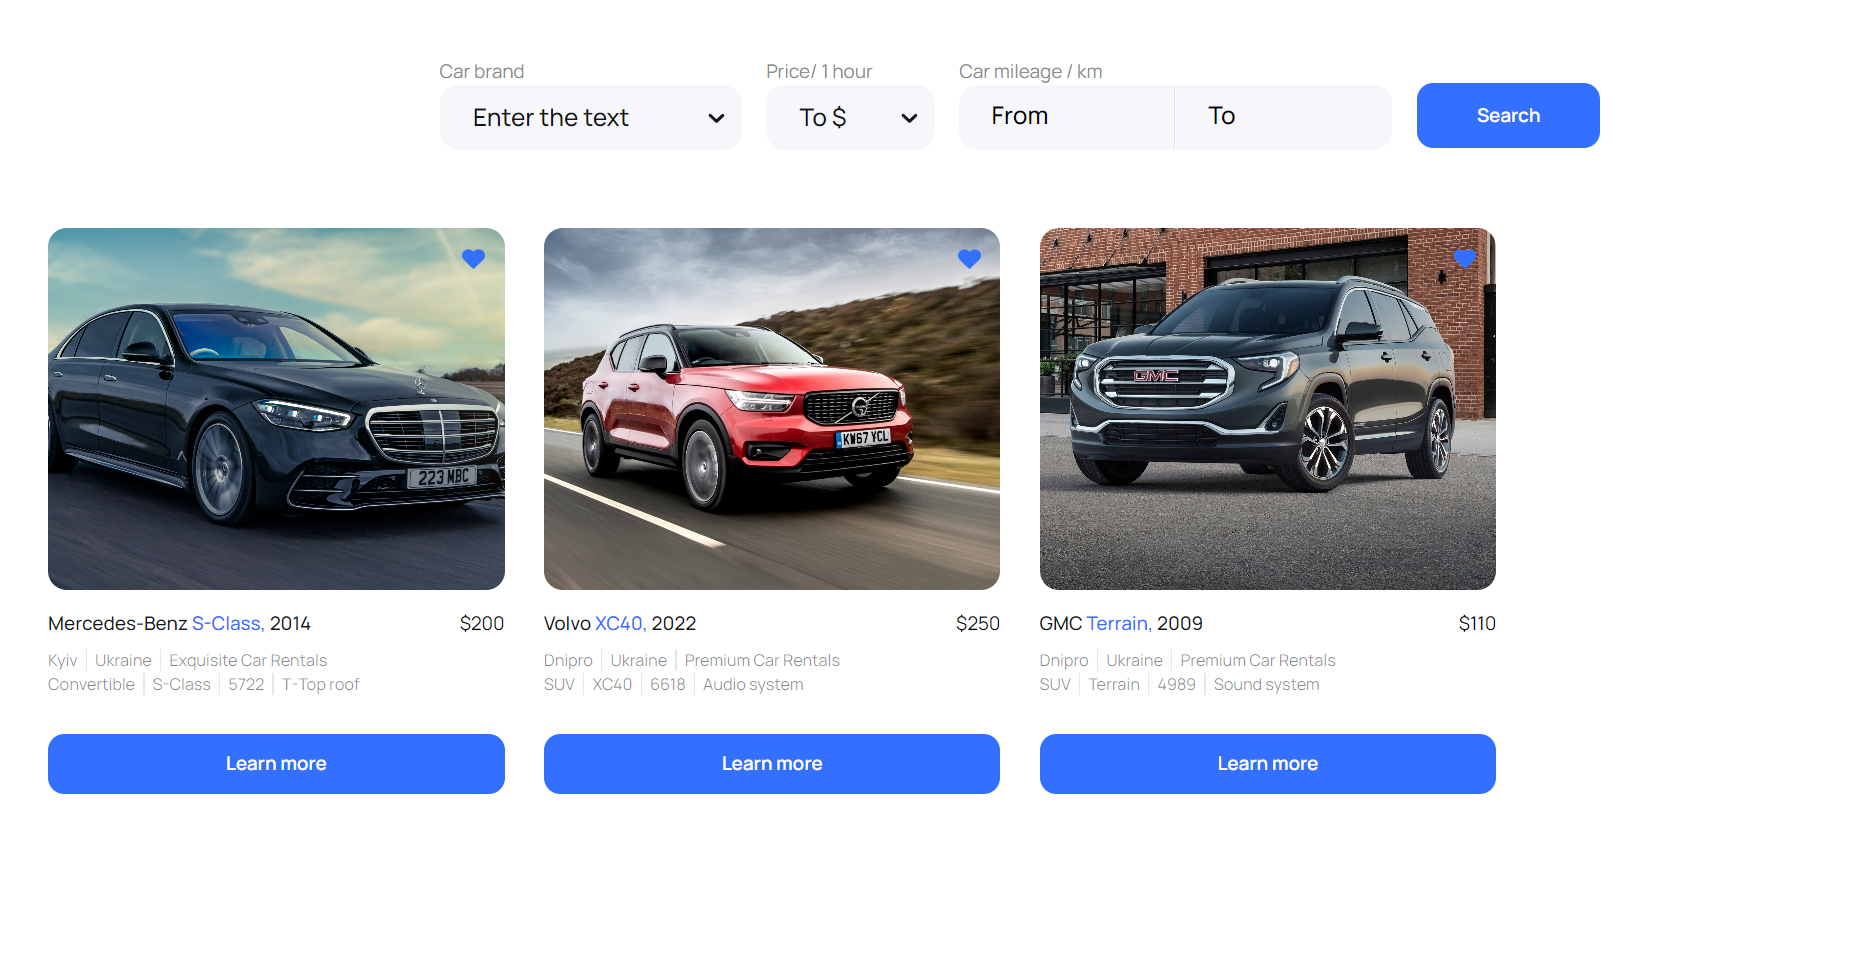 Car brand
Price/ 1 hour
Car mileage / km
Enter the text
To $
From
To
Search
223 MBC
KW67 YCL
GMC
Mercedes-Benz S-Class, 2014
$200
Kyiv Ukraine Exquisite Car Rentals
Convertible S-Class 5722 T-Top roof
Learn more
Volvo XC40, 2022
$250
Dnipro Ukraine Premium Car Rentals
SUV XC40 6618 Audio system
Learn more
GMC Terrain, 2009
$110
Dnipro Ukraine Premium Car Rentals
SUV Terrain 4989 Sound system
Learn more